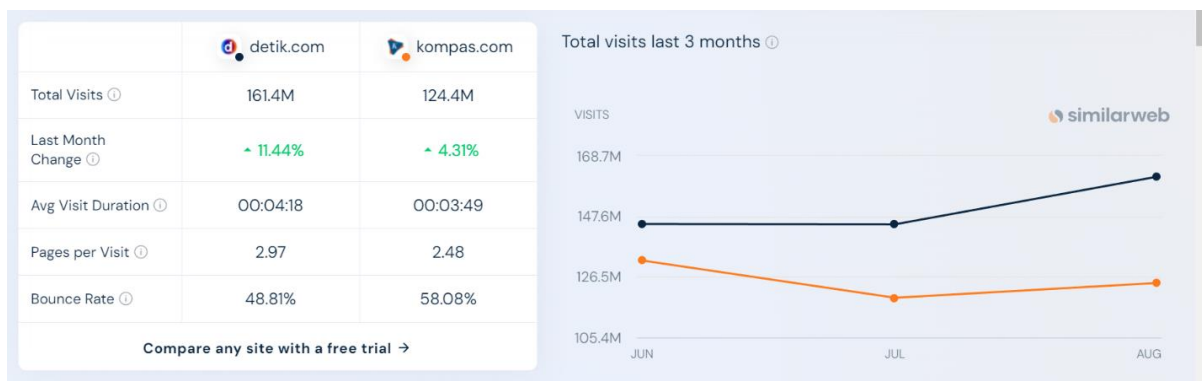 detik.com kompas.com
Total Visits 161.4M 124.4M
Last Month
Change 11.44% 4.31%
Avg Visit Duration 00:04:18 00:03:49
Pages per Visit 2.97 2.48
Bounce Rate 48.81% 58.08%
Compare any site with a free trial →
Total visits last 3 months
VISITS
similarweb
168.7M
147.6M
126.5M
105.4M
JUN JUL AUG